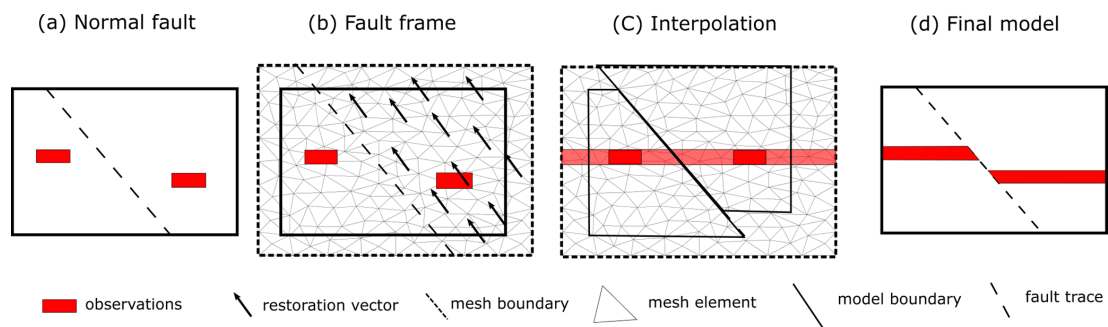 (a) Normal fault
(b) Fault frame
(C) Interpolation
(d) Final model
observations
restoration vector
mesh boundary
mesh element
model boundary
fault trace